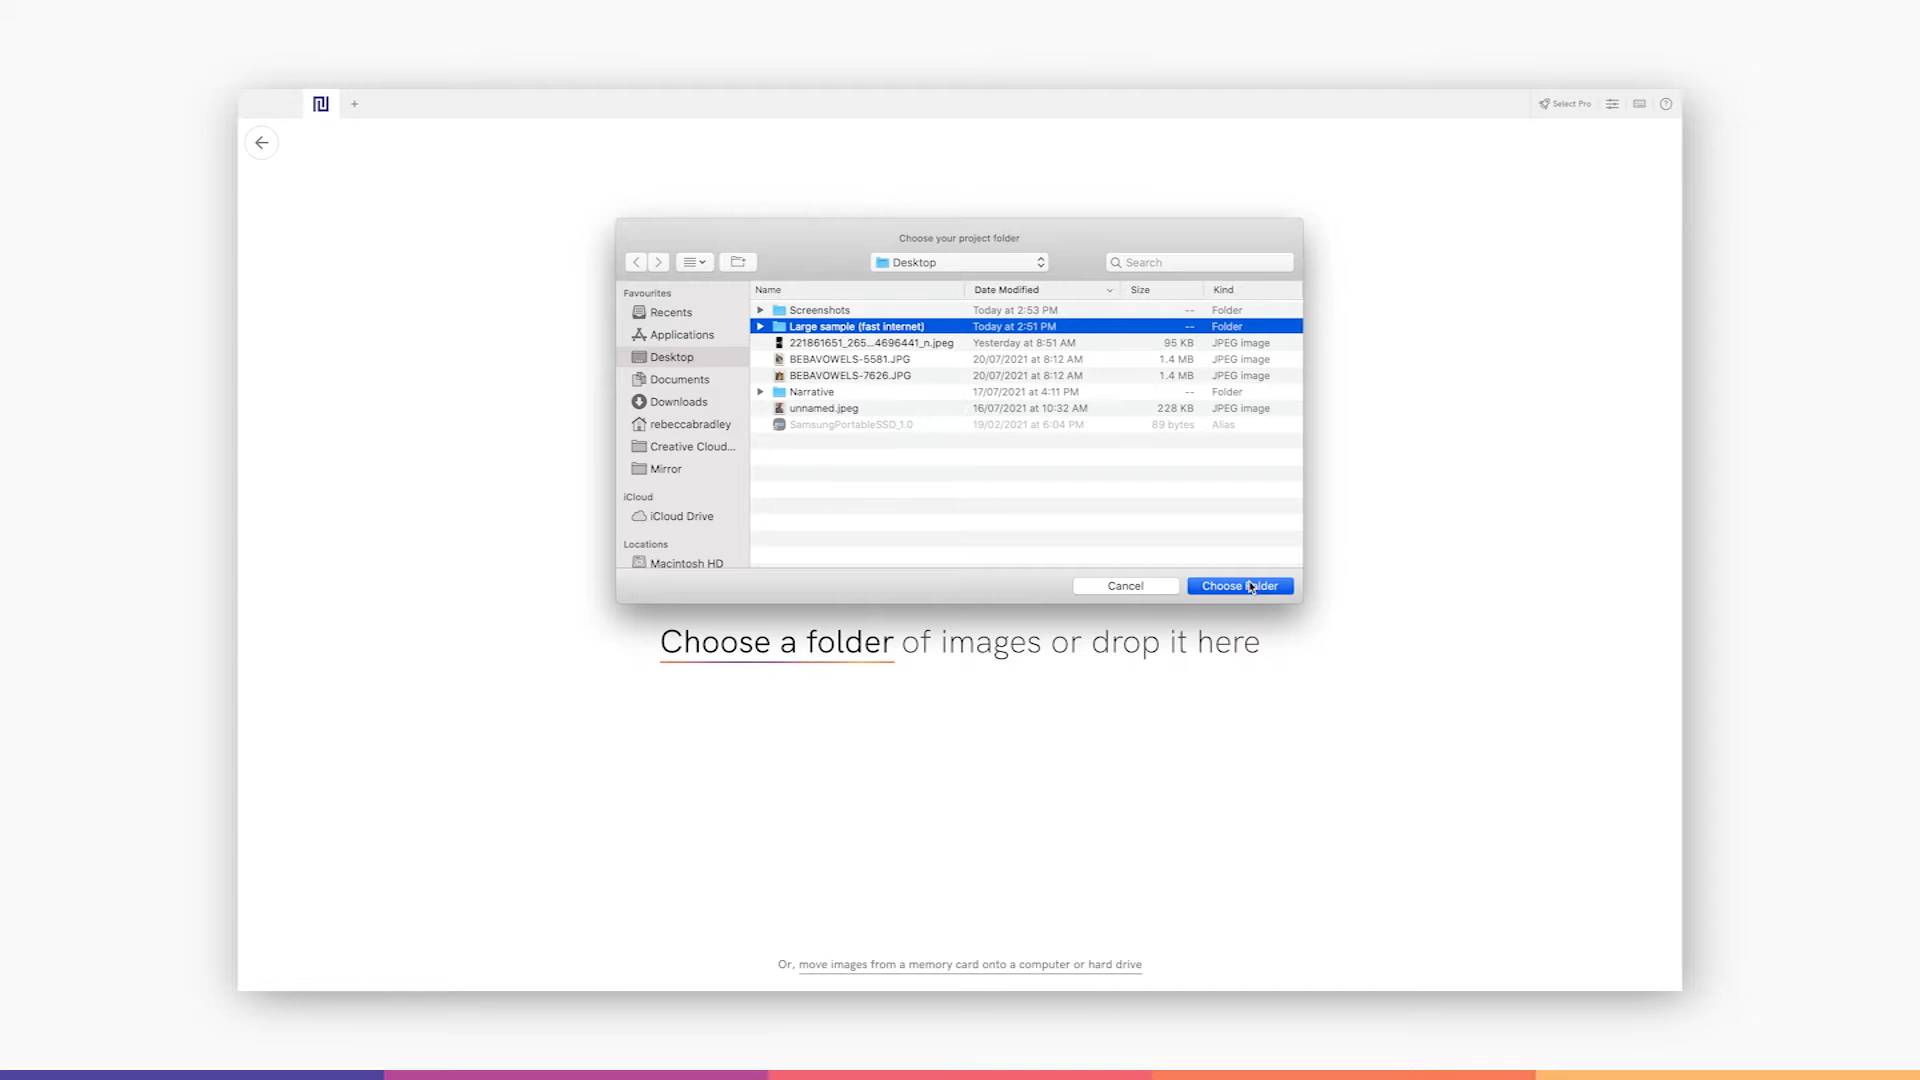 +
Select Pro
Choose your project folder
Desktop
Search
Favourites
Recents
Applications
Desktop
Documents
Downloads
rebeccabradley
Creative Cloud...
Mirror
iCloud
iCloud Drive
Locations
Macintosh HD
Name Date Modified Size Kind
Screenshots Today at 2:53 PM -- Folder
Large sample (fast internet) Today at 2:51 PM -- Folder
221861651_265...4696441_n.jpeg Yesterday at 8:51 AM 95 KB JPEG image
BEBAVOWELS-5581.JPG 20/07/2021 at 8:12 AM 1.4 MB JPEG image
BEBAVOWELS-7626.JPG 20/07/2021 at 8:12 AM 1.4 MB JPEG image
Narrative 17/07/2021 at 4:11 PM -- Folder
unnamed.jpeg 16/07/2021 at 10:32 AM 228 KB JPEG image
SamsungPortableSSD_1.0 19/02/2021 at 6:04 PM 89 bytes Alias
Cancel Choose Folder
Choose a folder of images or drop it here
Or, move images from a memory card onto a computer or hard drive